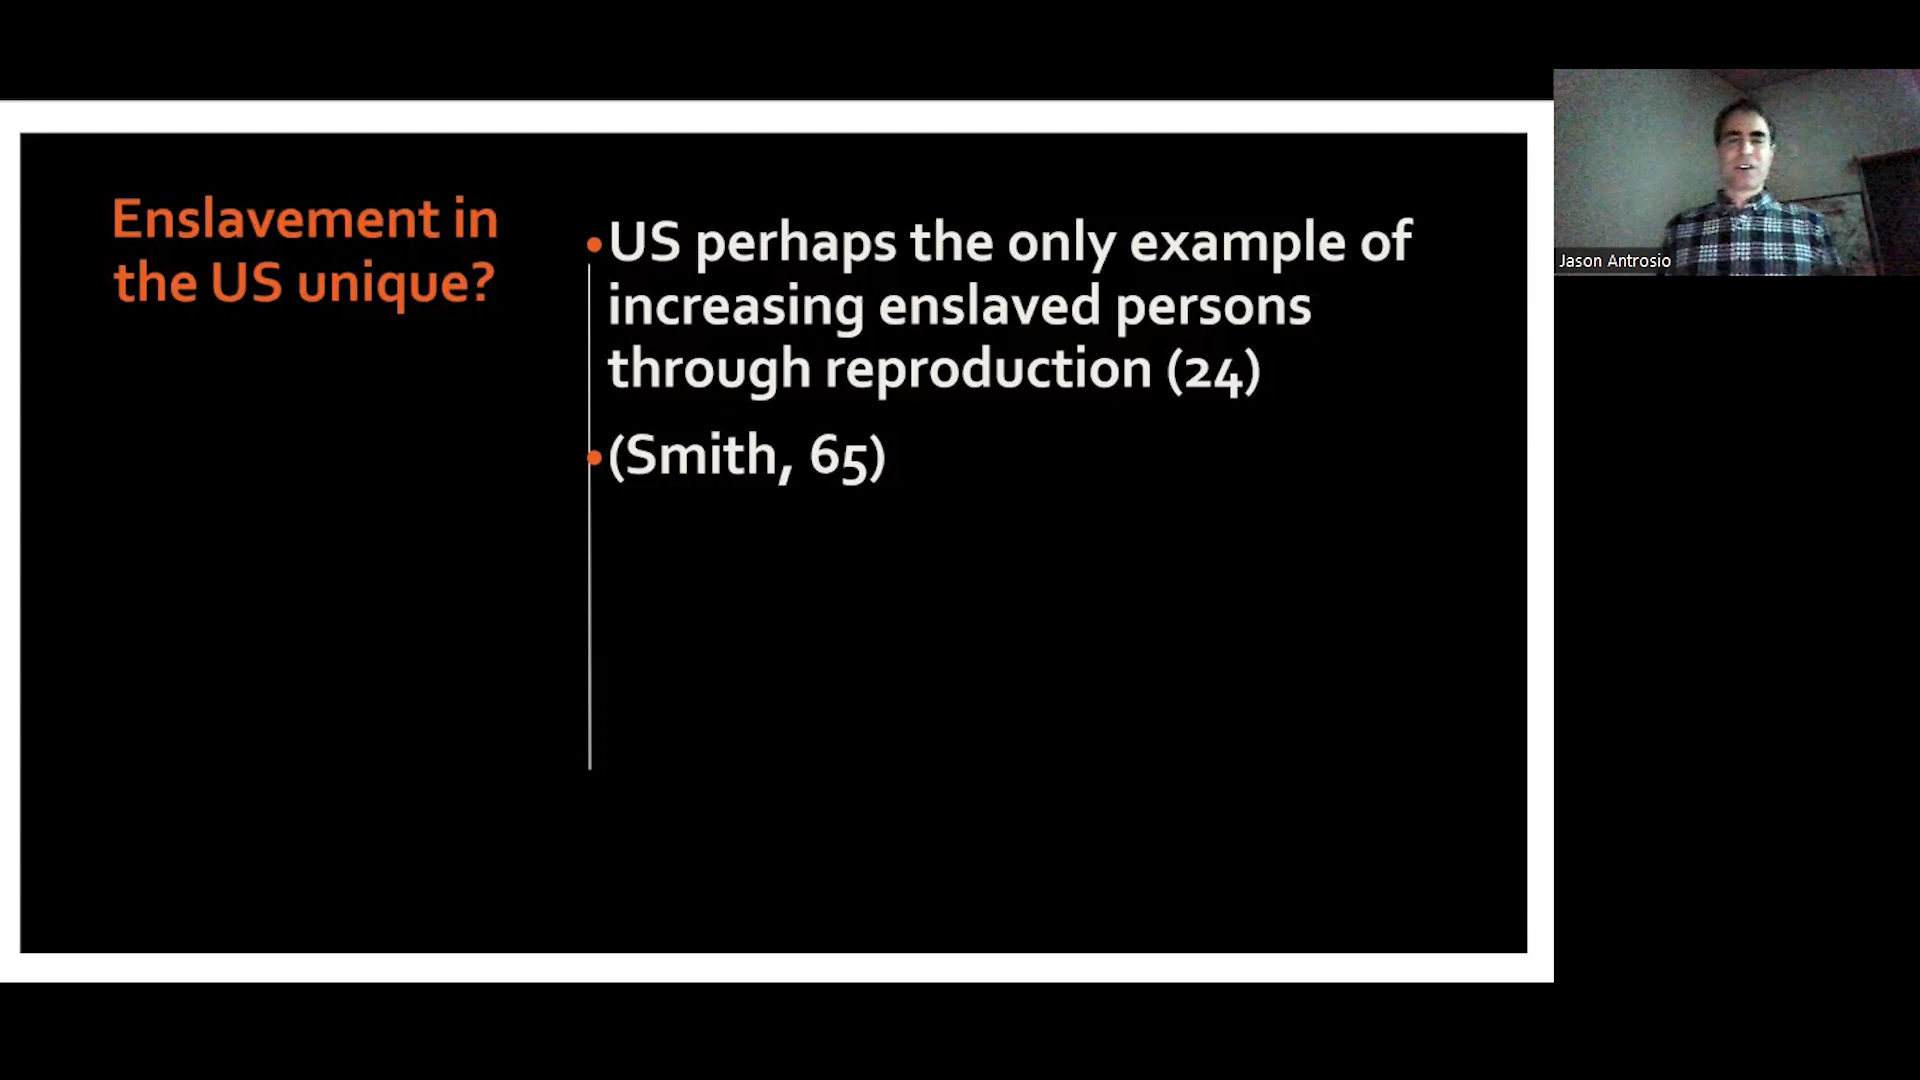 Enslavement in
the US unique?
•US perhaps the only example of
increasing enslaved persons
through reproduction (24)
•(Smith, 65)
Jason Antrosio